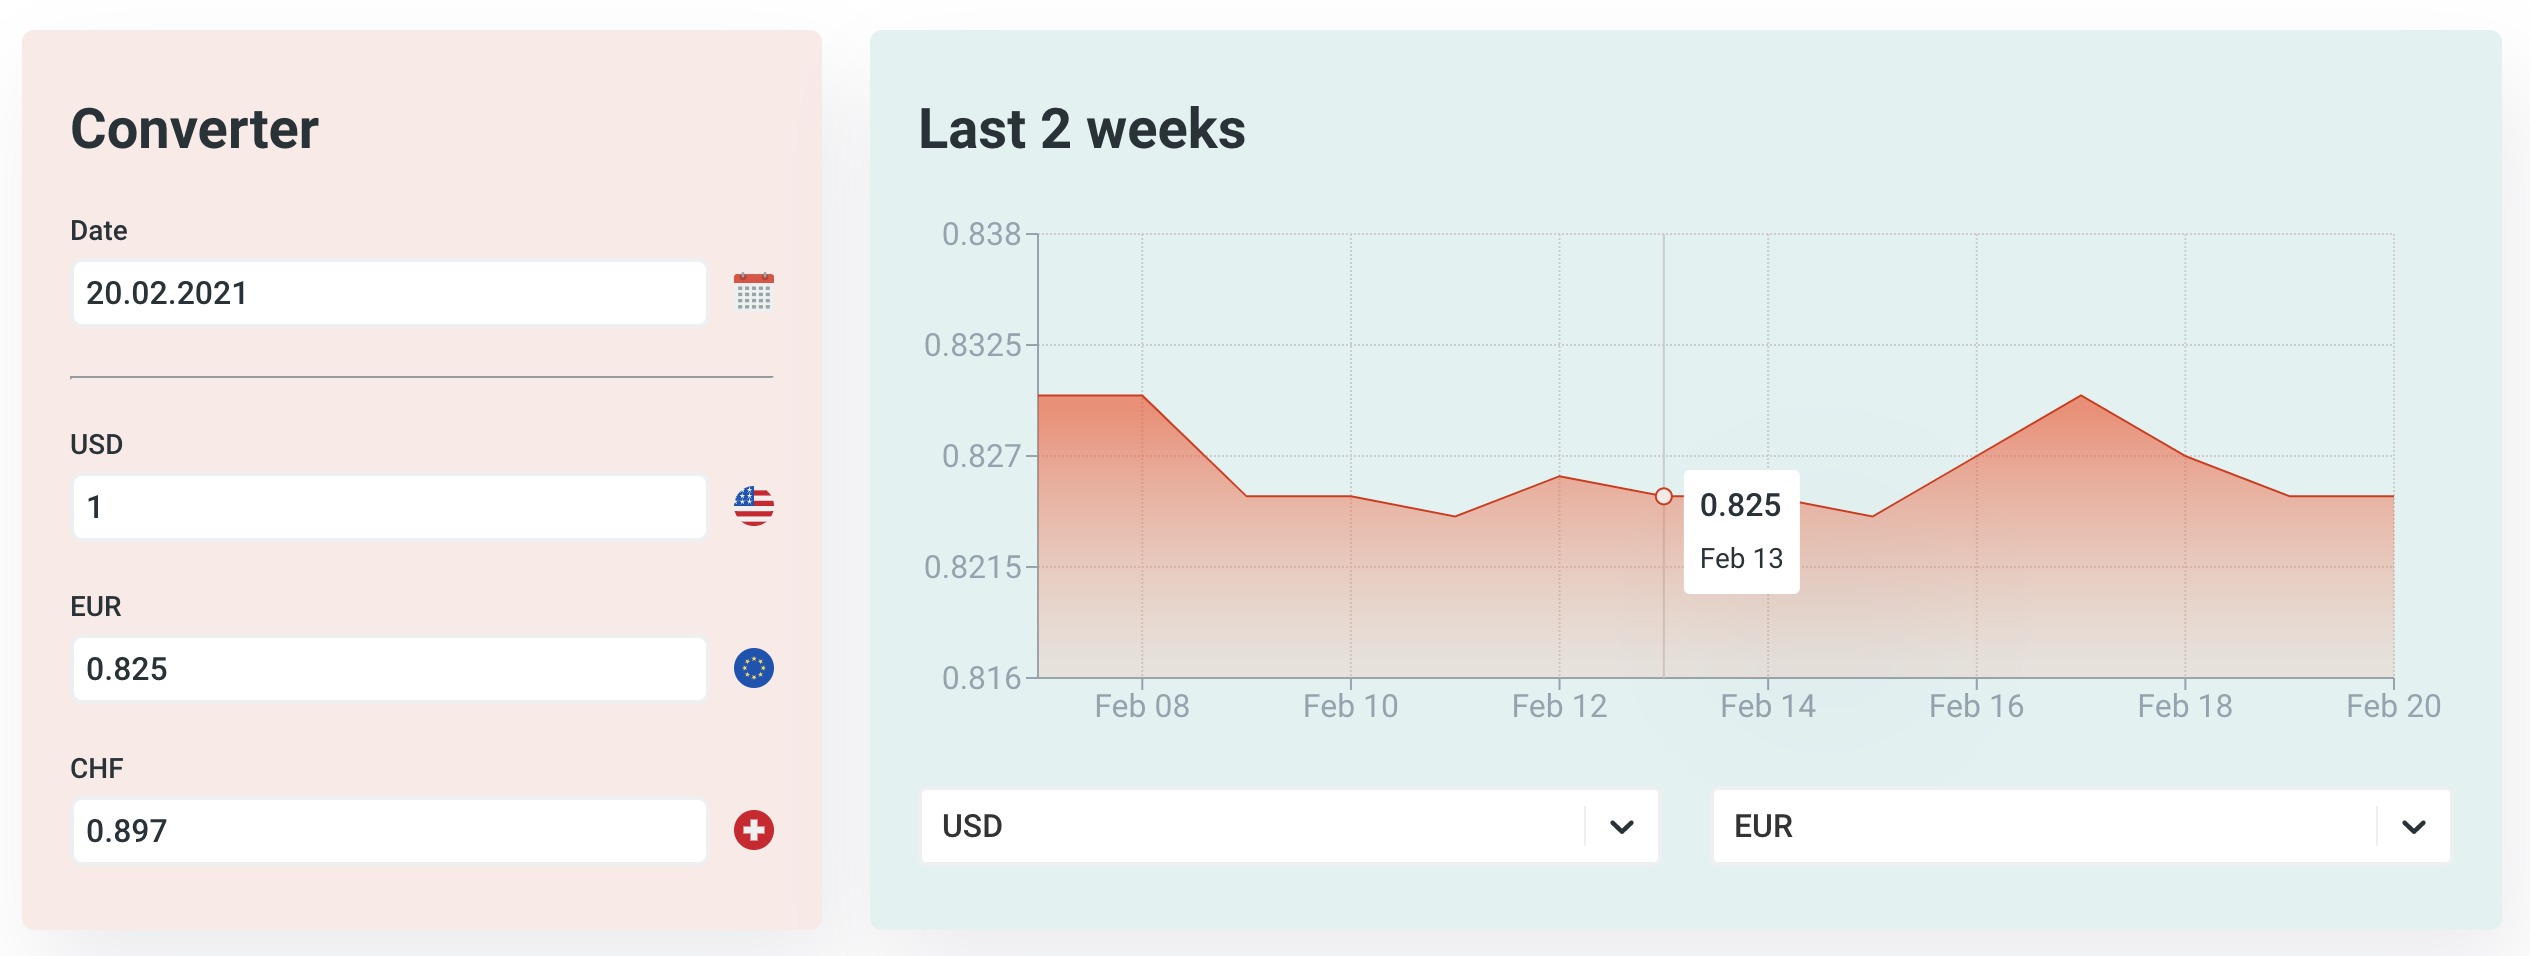 Converter
Date
20.02.2021
USD
1
EUR
0.825
CHF
0.897
Last 2 weeks
0.838
0.8325
0.827
0.8215
0.816
0.825
Feb 13
Feb 08 Feb 10 Feb 12 Feb 14 Feb 16 Feb 18 Feb 20
USD
EUR